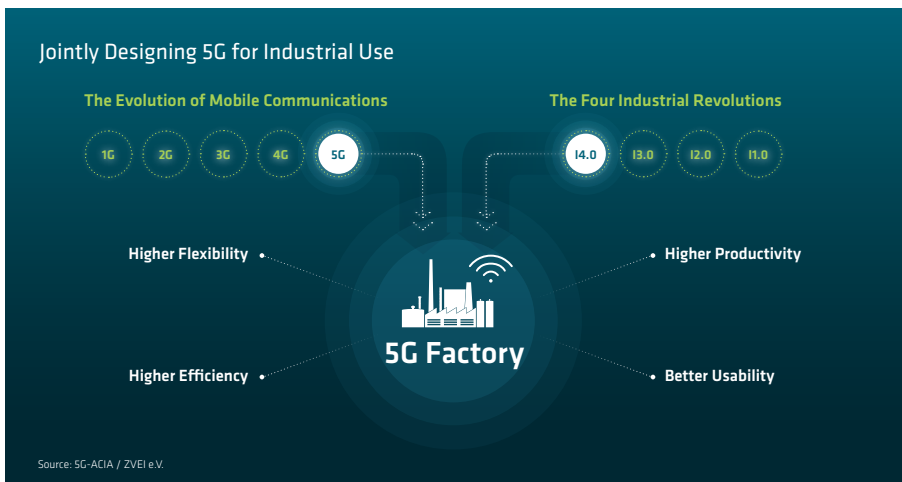 Jointly Designing 5G for Industrial Use
The Evolution of Mobile Communications
1G 2G 3G 4G 5G
The Four Industrial Revolutions
I4.0 I3.0 I2.0 I1.0
Higher Flexibility
Higher Productivity
5G Factory
Higher Efficiency
Better Usability
Source: 5G-ACIA / ZVEI e.V.